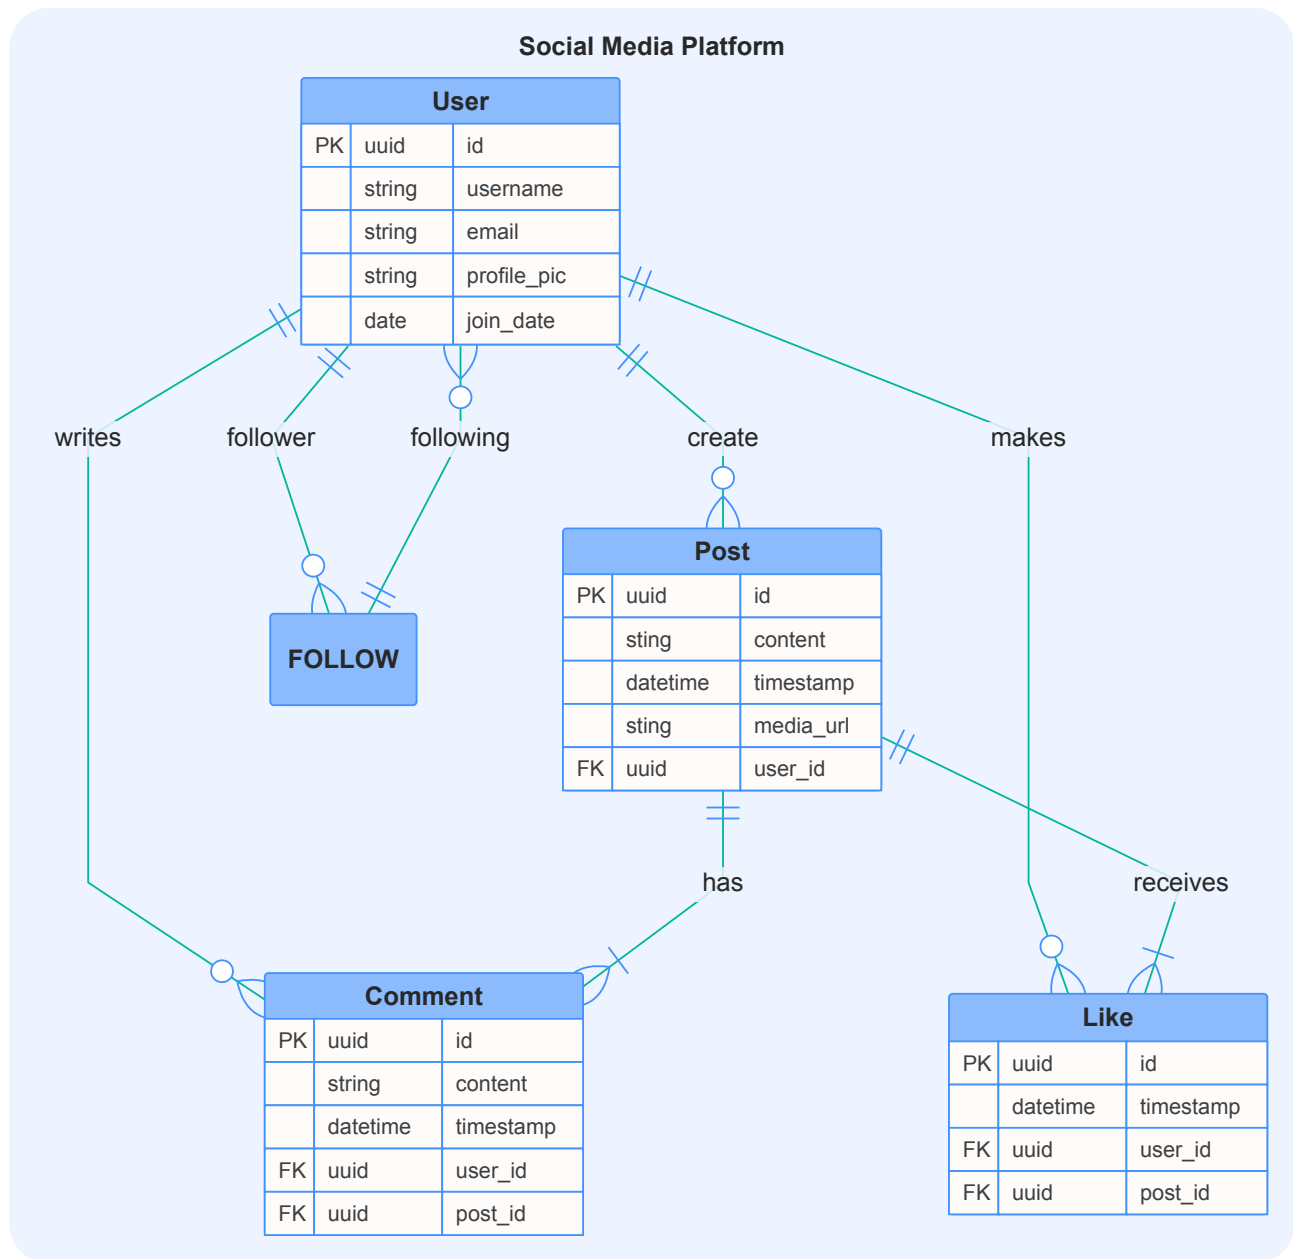 Social Media Platform
User
PK uuid id
string username
string email
string profile_pic
date join_date
writes follower following create makes
Post
PK uuid id
sting content
datetime timestamp
sting media_url
FK uuid user_id
FOLLOW
has receives
Comment
PK uuid id
string content
datetime timestamp
FK uuid user_id
FK uuid post_id
Like
PK uuid id
datetime timestamp
FK uuid user_id
FK uuid post_id